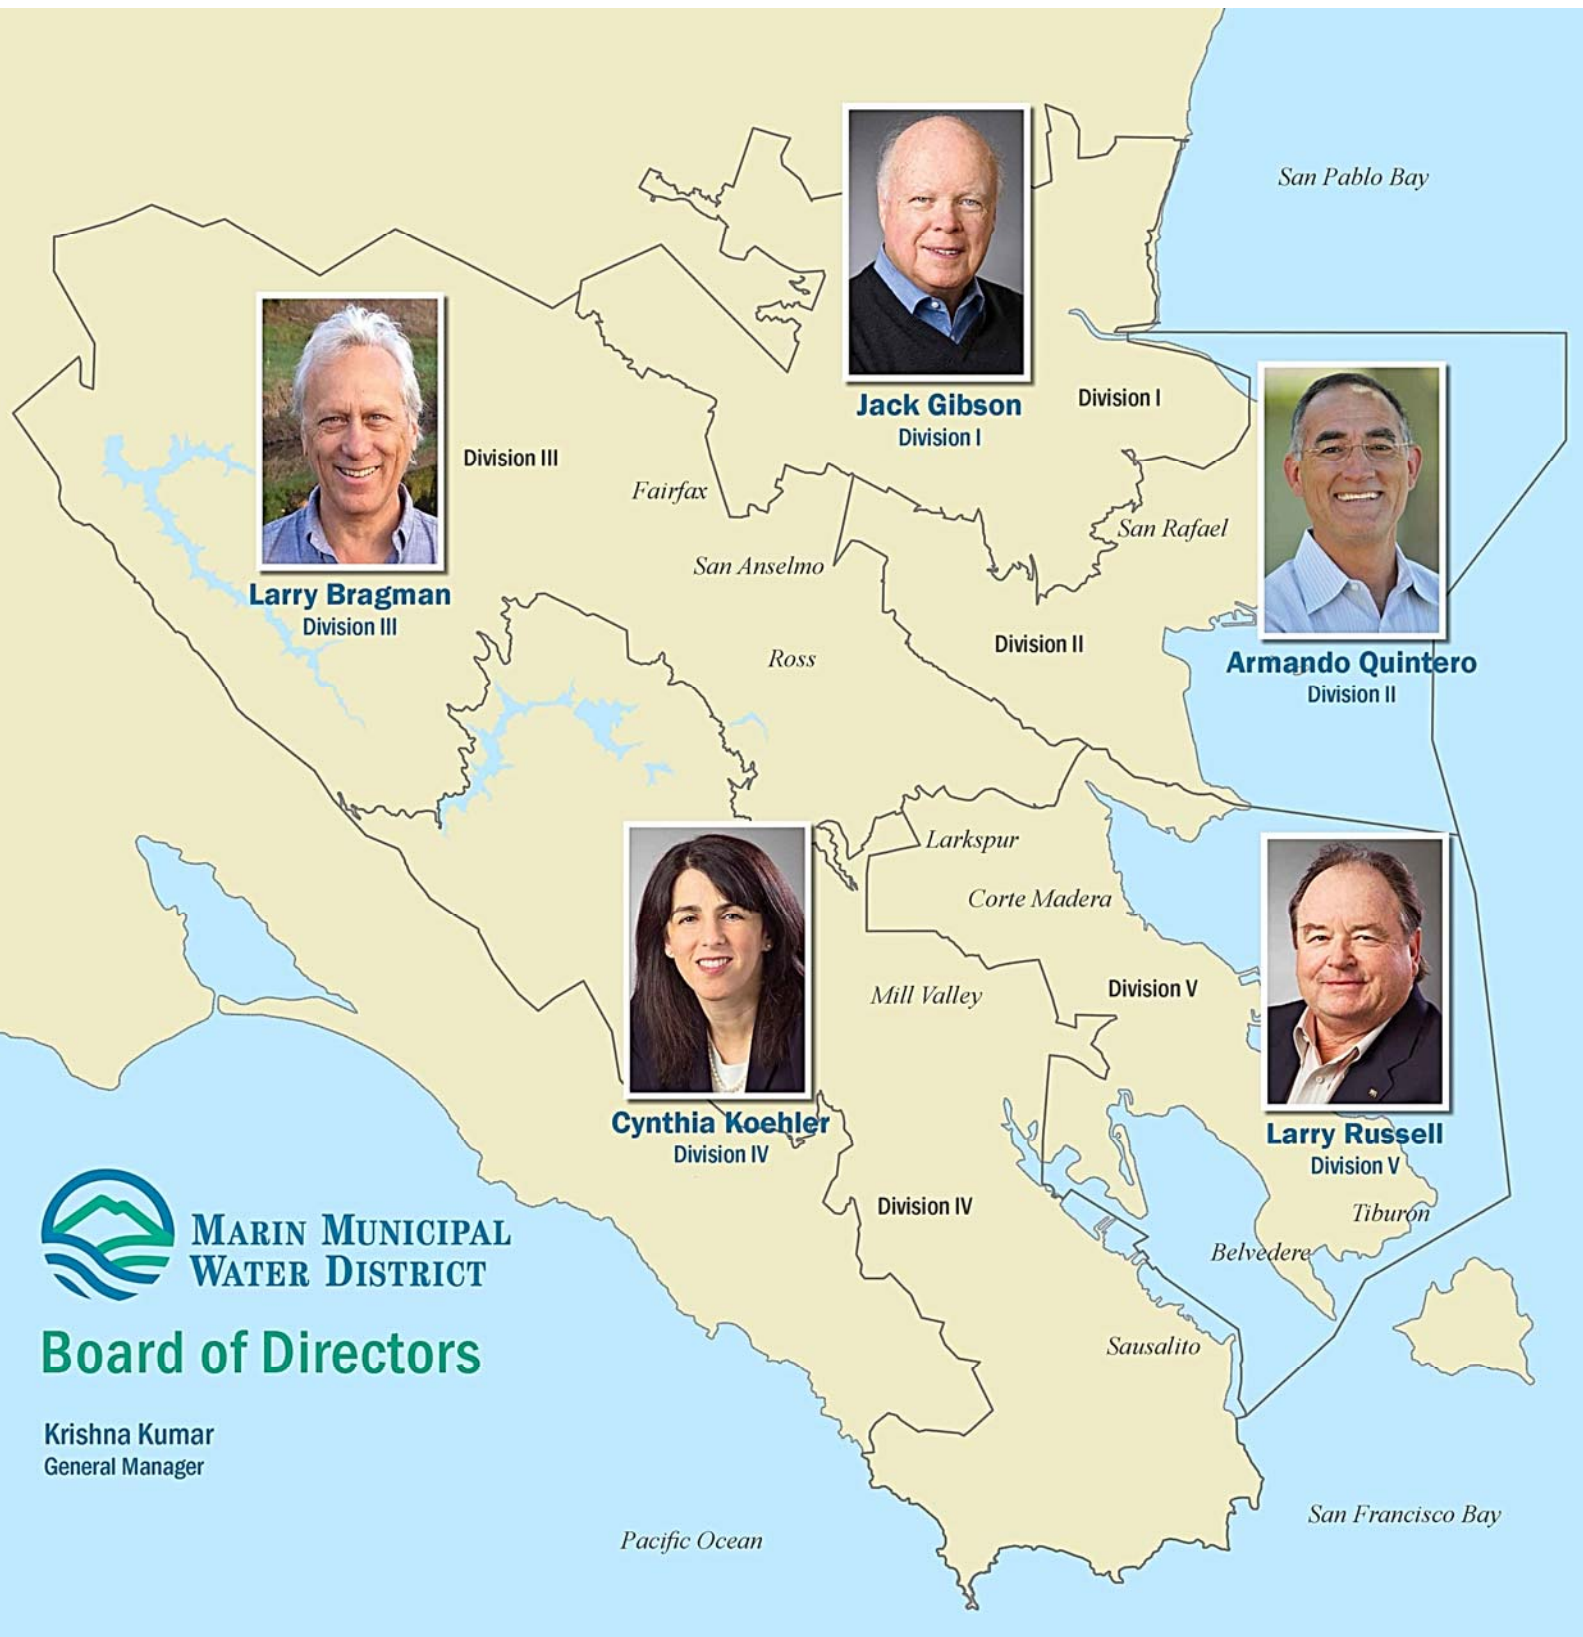 San Pablo Bay
Jack Gibson
Division I
Division I
Division III
Fairfax
San Rafael
San Anselmo
Larry Bragman
Division III
Division II
Ross
Armando Quintero
Division II
Larkspur
Corte Madera
Division V
Mill Valley
Cynthia Koehler
Division IV
Larry Russell
Division V
Division IV
Tiburon
Belvedere
MARIN MUNICIPAL
WATER DISTRICT
Board of Directors
Sausalito
Krishna Kumar
General Manager
San Francisco Bay
Pacific Ocean